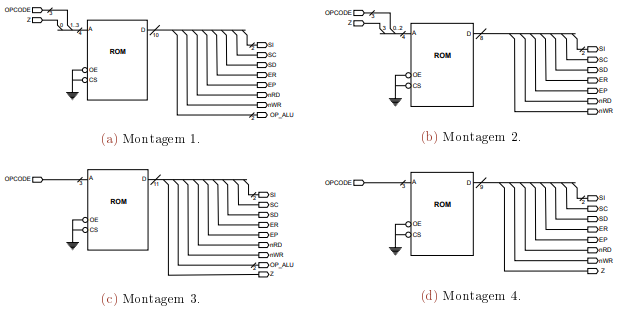 OPCODE
3
Z
0
1..3
4
A
D
ROM
10
OE
CS
2
SI
SC
SD
ER
EP
nRD
nWR
2
OP_ALU
(a) Montagem 1.
OPCODE
3
Z
3
0..2
4
A
D
ROM
8
OE
CS
2
SI
SC
SD
ER
EP
nRD
nWR
(b) Montagem 2.
OPCODE
3
A
D
ROM
11
OE
CS
2
SI
SC
SD
ER
EP
nRD
nWR
2
OP_ALU
Z
(c) Montagem 3.
OPCODE
3
A
D
ROM
9
OE
CS
2
SI
SC
SD
ER
EP
nRD
nWR
Z
(d) Montagem 4.